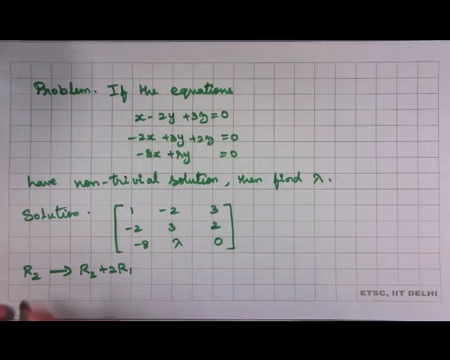 Problem. If the equations
x - 2y + 3z = 0
-2x + 3y + 2z = 0
-8x + λy = 0
have non-trivial solution, then find λ.
Solution.
1 -2 3
-2 3 2
-8 λ 0
R₂ → R₂ + 2R₁
ETSC, IIT DELHI